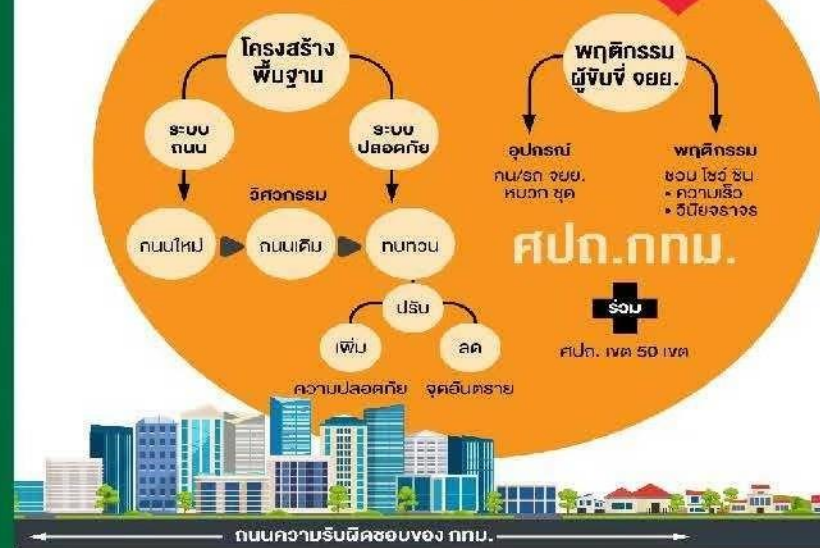 โครงสร้าง
พื้นฐาน
ระบบ
ถนน
ระบบ
ปลอดภัย
วิศวกรรม
ถนนใหม่
ถนนเดิม
ทบทวน
ปรับ
เพิ่ม
ลด
ความปลอดภัย
จุดอันตราย
พฤติกรรม
ผู้ขับขี่ จยย.
อุปกรณ์
คน/รถ จยย.
หมวก ชุด
พฤติกรรม
ชอบ โชว์ ชิน
• ความเร็ว
• วินัยจราจร
ศปถ.กทม.
ร่วม
ศปถ. เขต 50 เขต
ถนนความรับผิดชอบของ กทม.